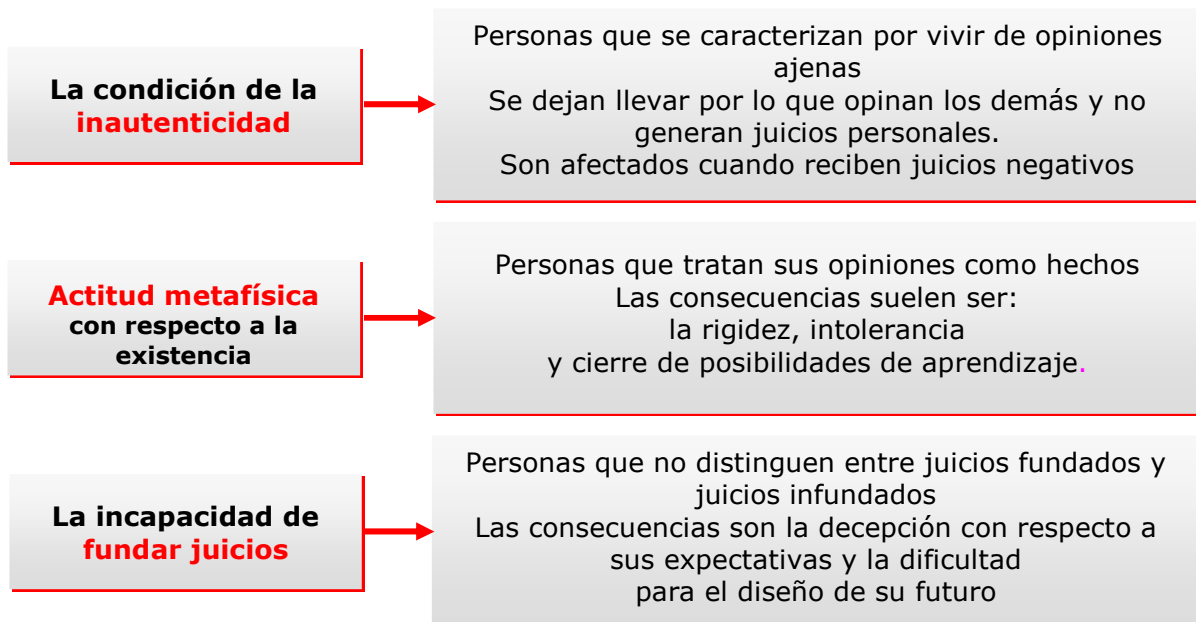 La condición de la
inautenticidad
Personas que se caracterizan por vivir de opiniones
ajenas
Se dejan llevar por lo que opinan los demás y no
generan juicios personales.
Son afectados cuando reciben juicios negativos
Actitud metafísica
con respecto a la
existencia
Personas que tratan sus opiniones como hechos
Las consecuencias suelen ser:
la rigidez, intolerancia
y cierre de posibilidades de aprendizaje.
La incapacidad de
fundar juicios
Personas que no distinguen entre juicios fundados y
juicios infundados
Las consecuencias son la decepción con respecto a
sus expectativas y la dificultad
para el diseño de su futuro